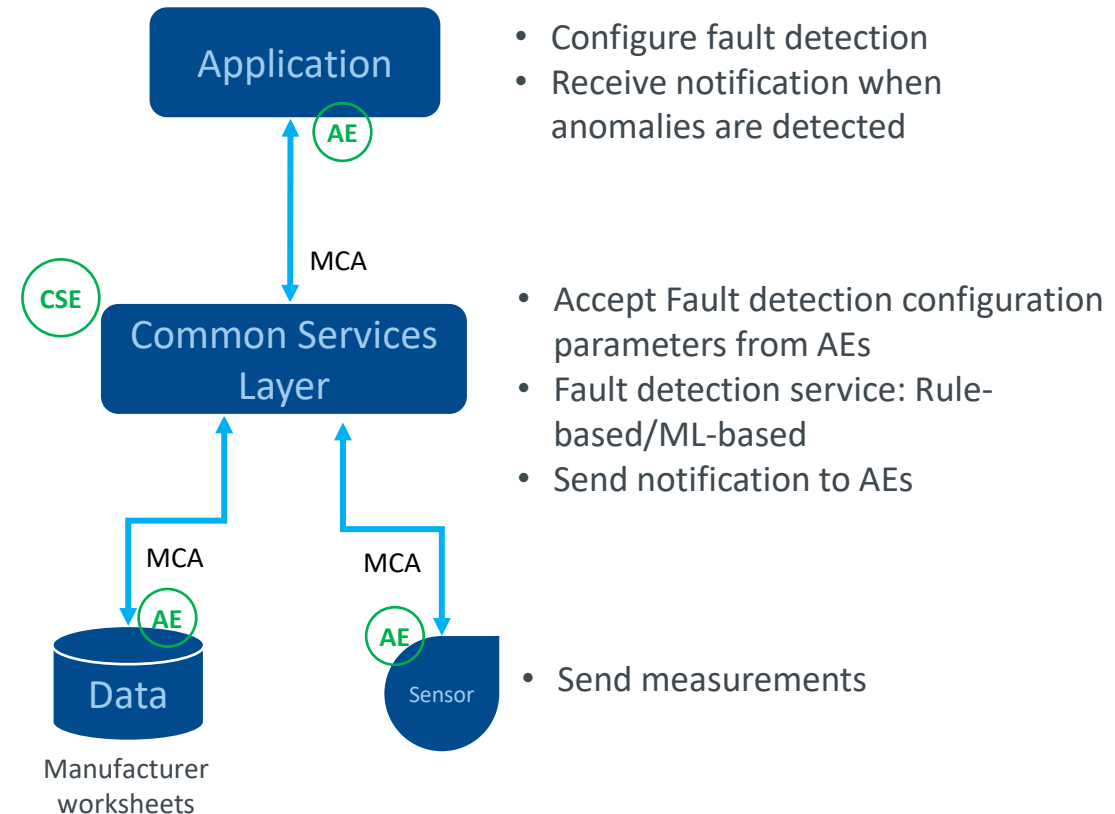 Application
AE
• Configure fault detection
• Receive notification when
anomalies are detected
MCA
CSE
Common Services
Layer
• Accept Fault detection configuration
parameters from AEs
• Fault detection service: Rule-
based/ML-based
• Send notification to AEs
MCA
MCA
AE
AE
Data
Sensor
• Send measurements
Manufacturer
worksheets